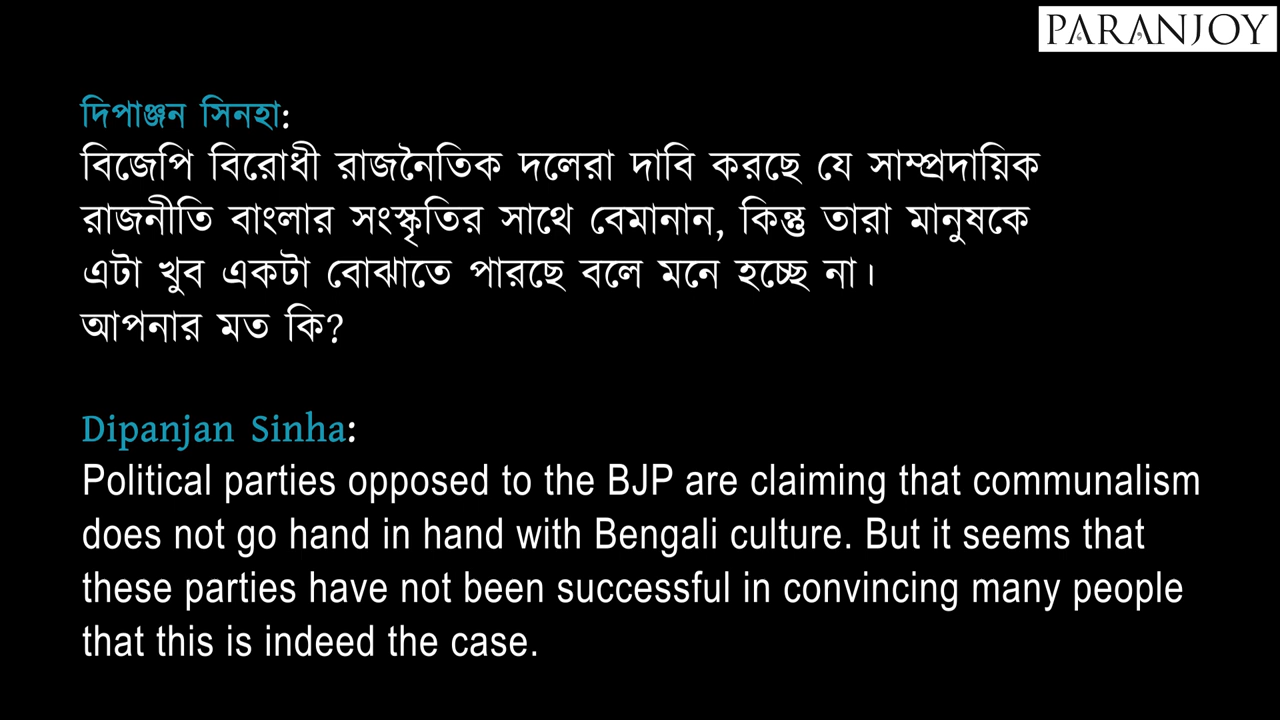 PARANJOY
দিপাঞ্জন সিনহা:
বিজেপি বিরোধী রাজনৈতিক দলেরা দাবি করছে যে সাম্প্রদায়িক
রাজনীতি বাংলার সংস্কৃতির সাথে বেমানান, কিন্তু তারা মানুষকে
এটা খুব একটা বোঝাতে পারছে বলে মনে হচ্ছে না।
আপনার মত কি?
Dipanjan Sinha:
Political parties opposed to the BJP are claiming that communalism
does not go hand in hand with Bengali culture. But it seems that
these parties have not been successful in convincing many people
that this is indeed the case.